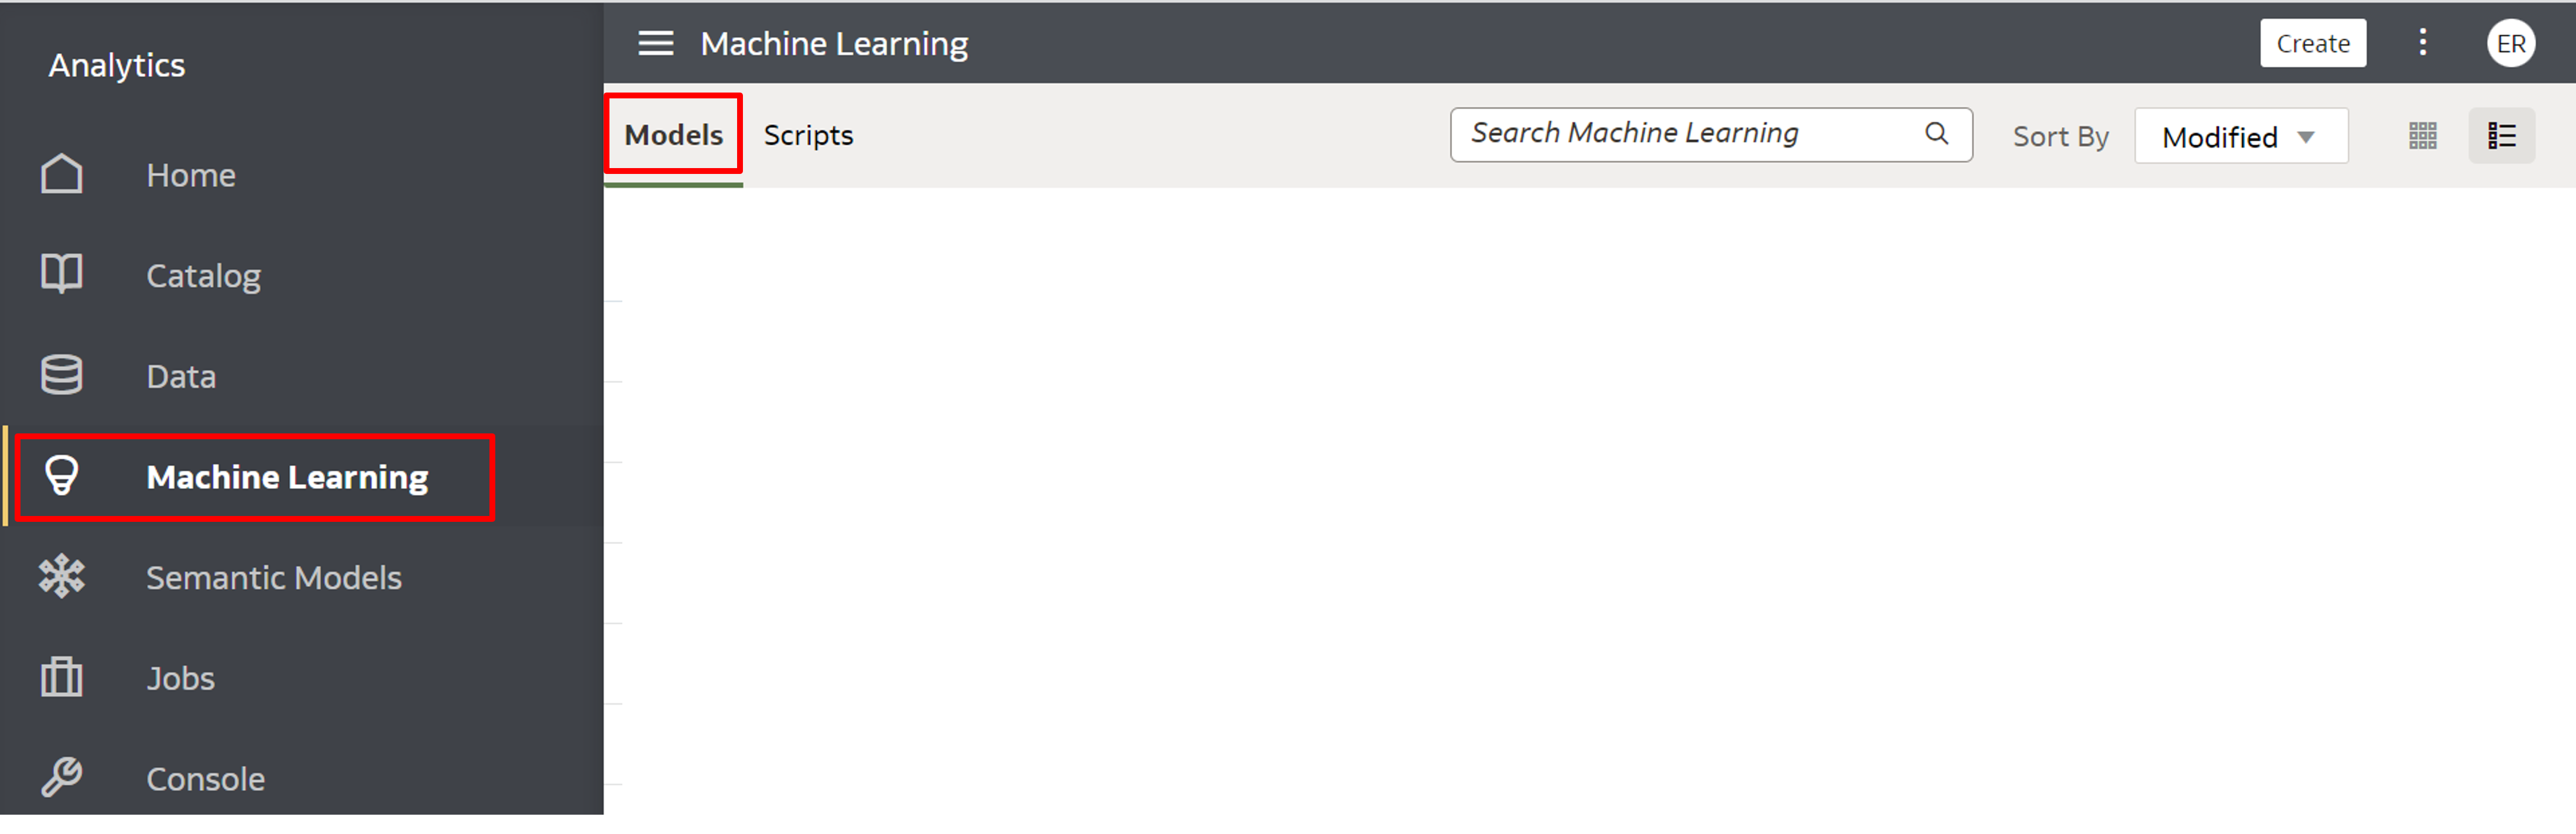 Analytics
Home
Catalog
Data
Machine Learning
Semantic Models
Jobs
Console
Machine Learning
Create
ER
Models
Scripts
Search Machine Learning
Sort By
Modified